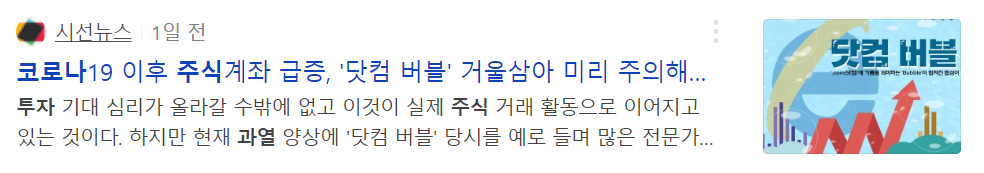 시선뉴스 1일 전
코로나19 이후 주식계좌 급증, '닷컴 버블' 거울삼아 미리 주의해...
투자 기대 심리가 올라갈 수밖에 없고 이것이 실제 주식 거래 활동으로 이어지고
있는 것이다. 하지만 현재 과열 양상에 '닷컴 버블' 당시를 예로 들며 많은 전문가...
닷컴 버블